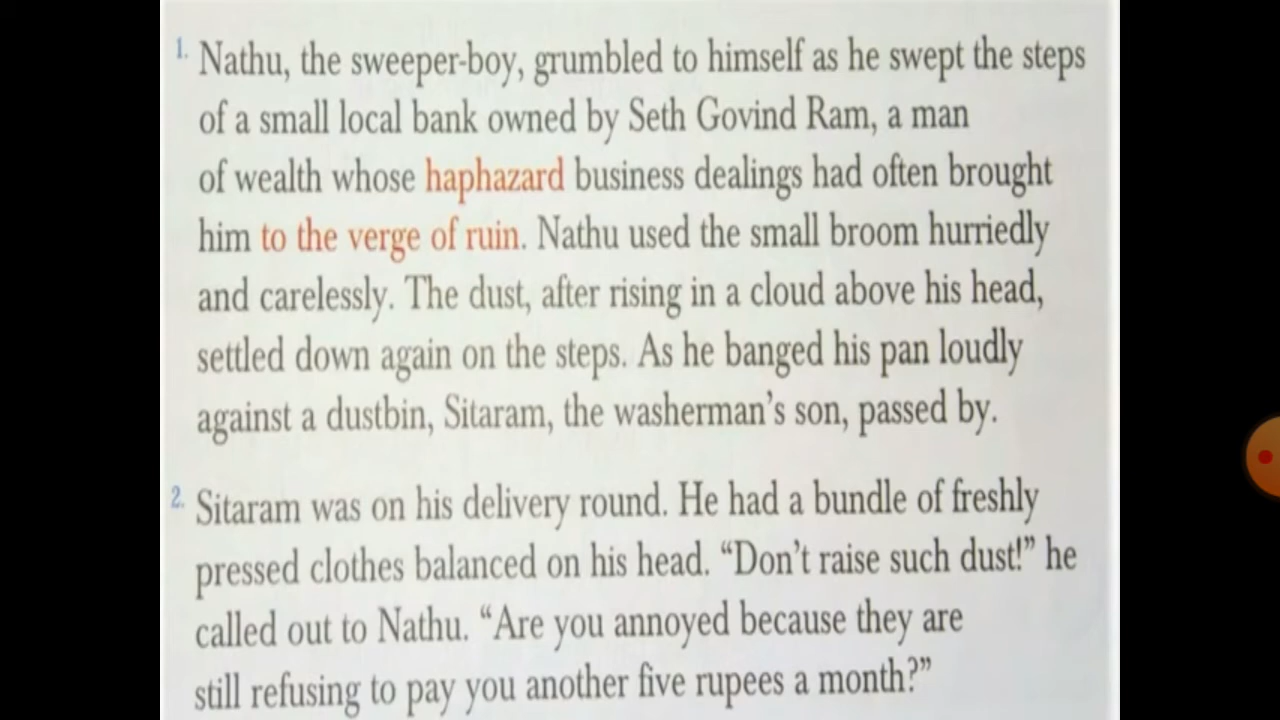 1. Nathu, the sweeper-boy, grumbled to himself as he swept the steps
of a small local bank owned by Seth Govind Ram, a man
of wealth whose haphazard business dealings had often brought
him to the verge of ruin. Nathu used the small broom hurriedly
and carelessly. The dust, after rising in a cloud above his head,
settled down again on the steps. As he banged his pan loudly
against a dustbin, Sitaram, the washerman’s son, passed by.
2. Sitaram was on his delivery round. He had a bundle of freshly
pressed clothes balanced on his head. “Don’t raise such dust!” he
called out to Nathu. “Are you annoyed because they are
still refusing to pay you another five rupees a month?”